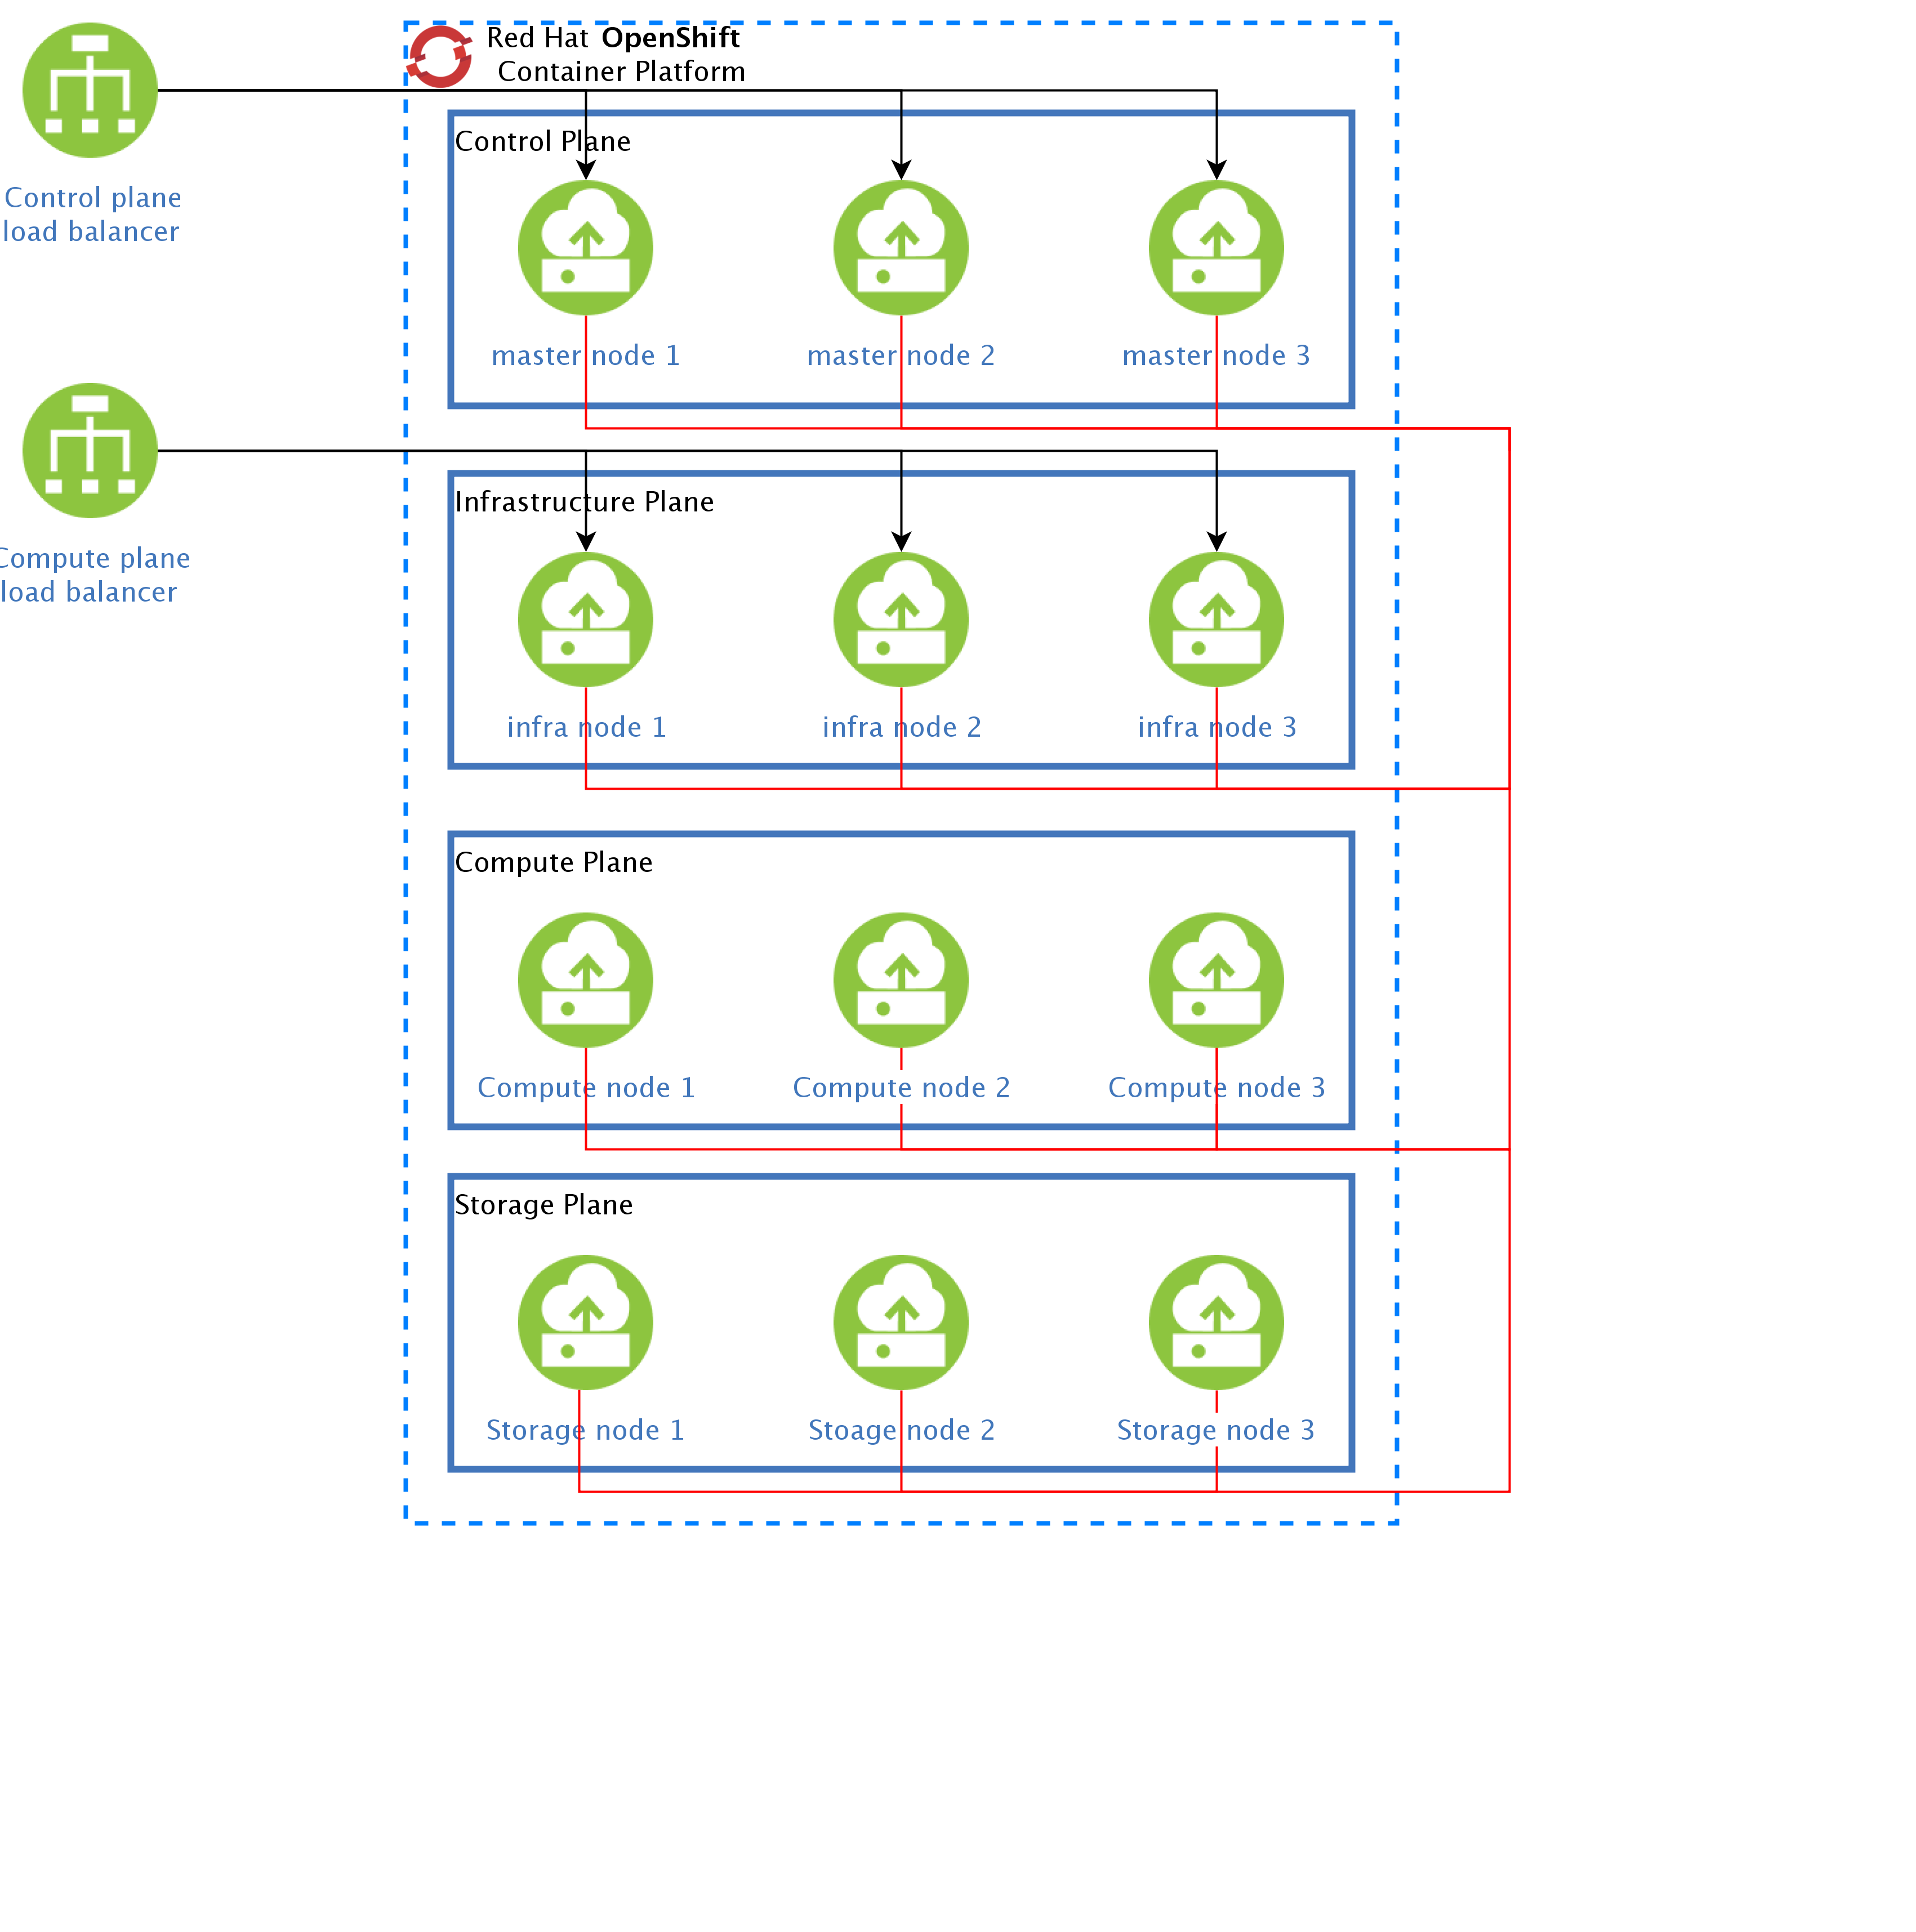 Red Hat OpenShift
Container Platform
Control plane
load balancer
Control Plane
master node 1
master node 2
master node 3
Compute plane
load balancer
Infrastructure Plane
infra node 1
infra node 2
infra node 3
Compute Plane
Compute node 1
Compute node 2
Compute node 3
Storage Plane
Storage node 1
Stoage node 2
Storage node 3